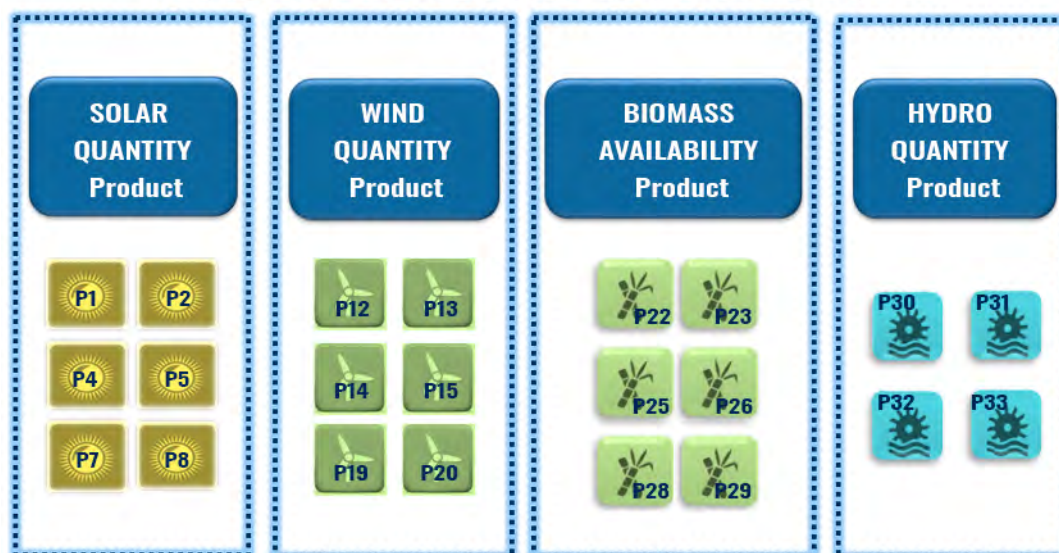 SOLAR
QUANTITY
Product
P1 P2
P4 P5
P7 P8
WIND
QUANTITY
Product
P12 P13
P14 P15
P19 P20
BIOMASS
AVAILABILITY
Product
P22 P23
P25 P26
P28 P29
HYDRO
QUANTITY
Product
P30 P31
P32 P33